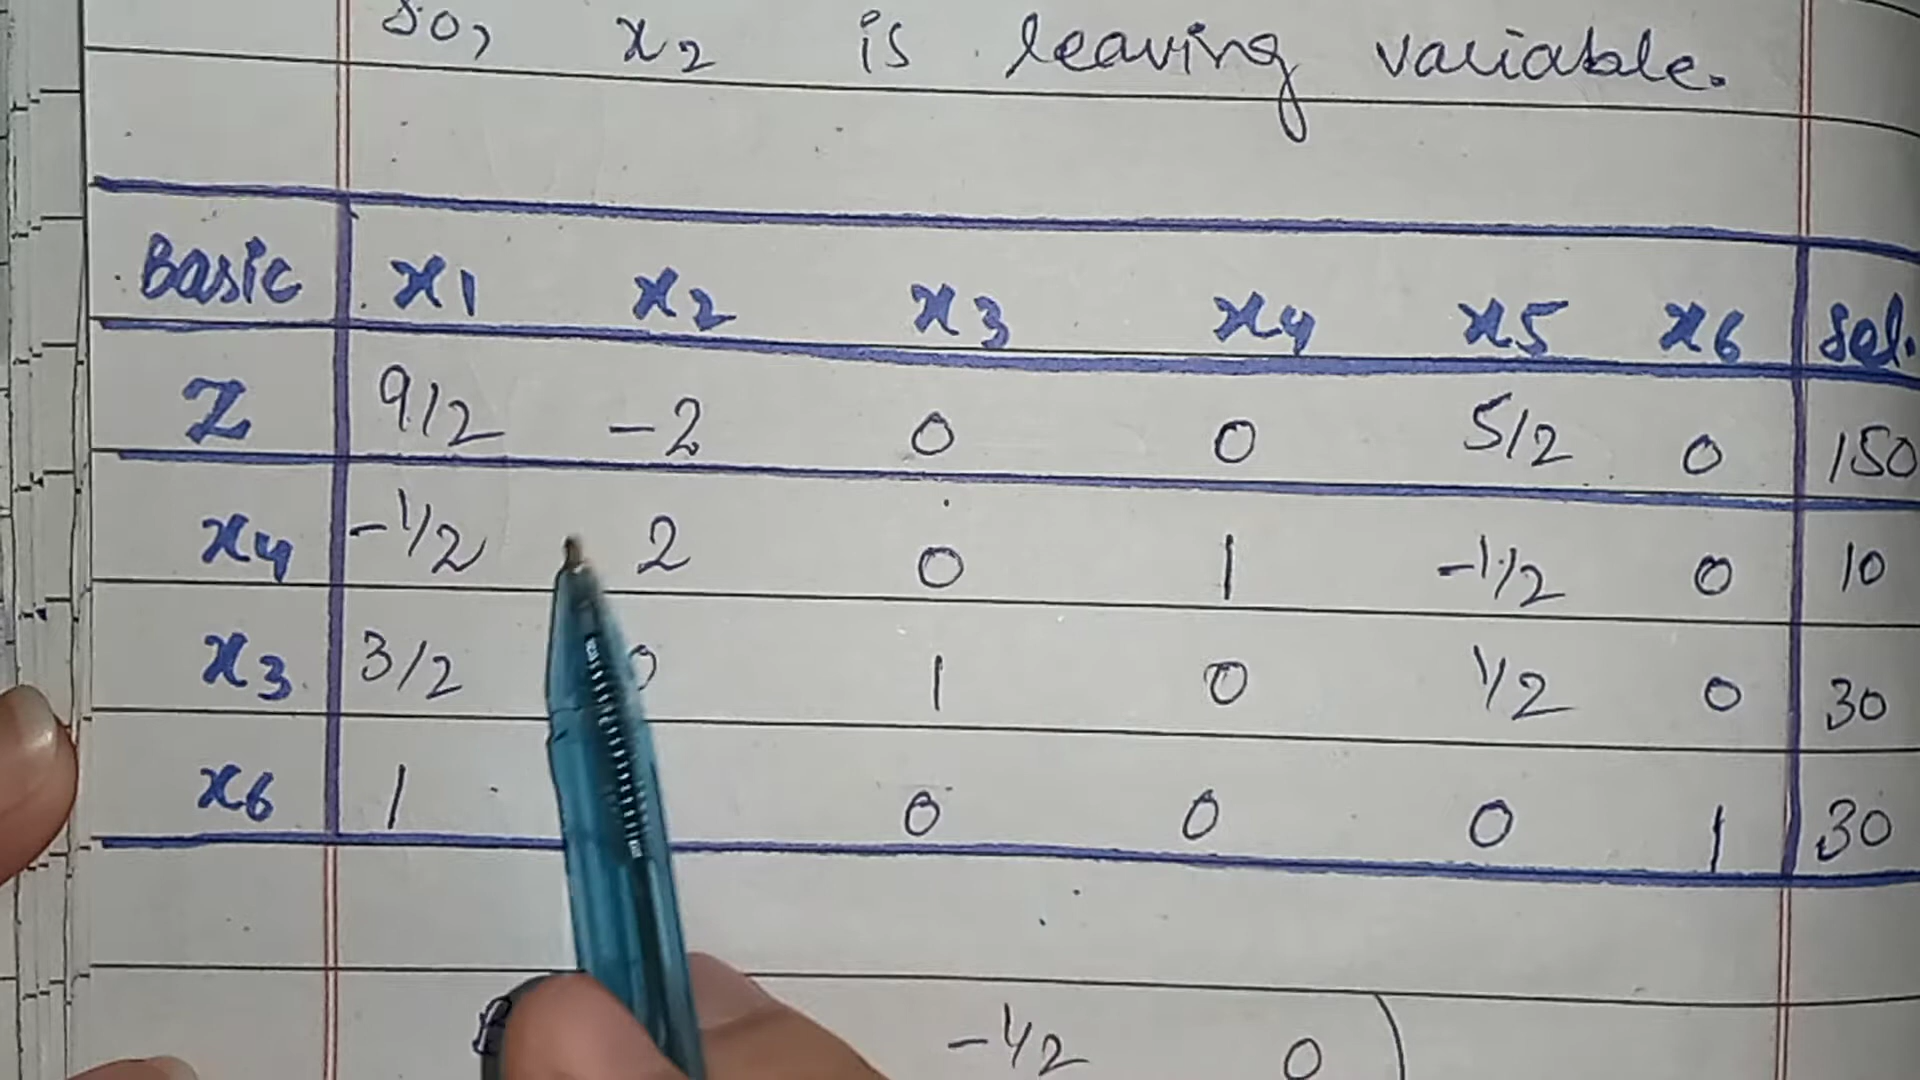 so, x2 is leaving variable.
Basic x1 x2 x3 x4 x5 x6 Sol.
Z 9/2 -2 0 0 5/2 0 150
x4 -1/2 2 0 1 -1/2 0 10
x3 3/2 0 1 0 1/2 0 30
x6 1 0 0 0 1 30
-1/2 0 )